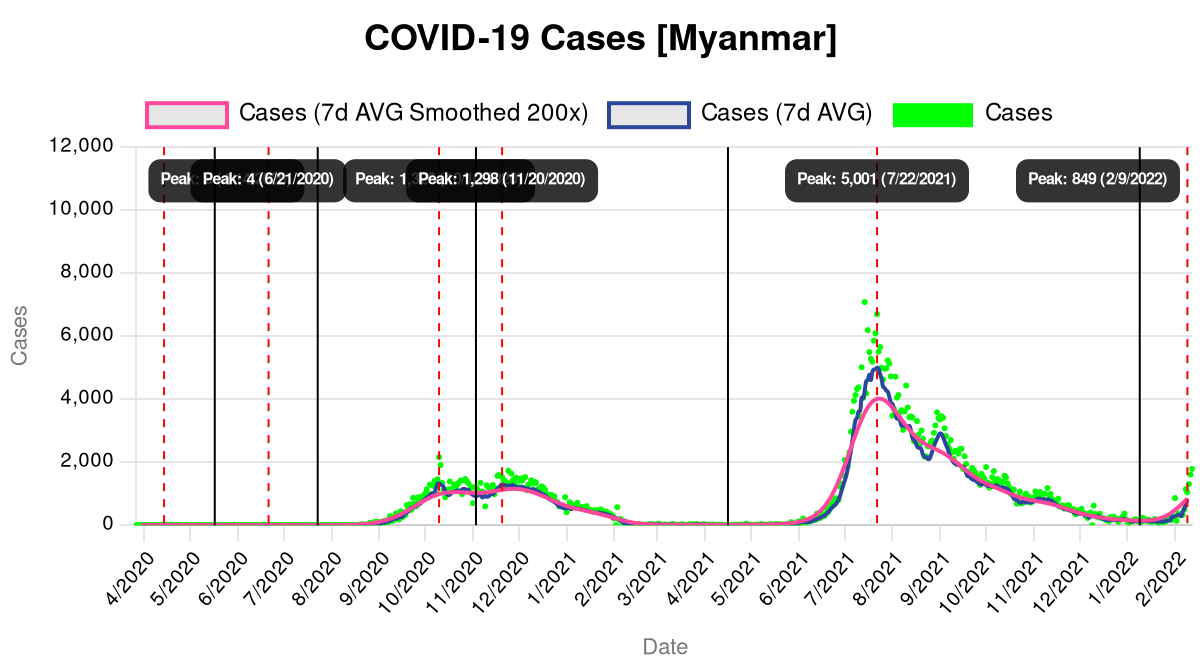 COVID-19 Cases [Myanmar]
Cases (7d AVG Smoothed 200x) Cases (7d AVG) Cases
12,000
Peak: Peak: 4 (6/21/2020) Peak: Peak: 1,298 (11/20/2020) Peak: 5,001 (7/22/2021) Peak: 849 (2/9/2022)
10,000
8,000
6,000
4,000
2,000
0
Cases
4/2020 5/2020 6/2020 7/2020 8/2020 9/2020 10/2020 11/2020 12/2020 1/2021 2/2021 3/2021 4/2021 5/2021 6/2021 7/2021 8/2021 9/2021 10/2021 11/2021 12/2021 1/2022 2/2022
Date